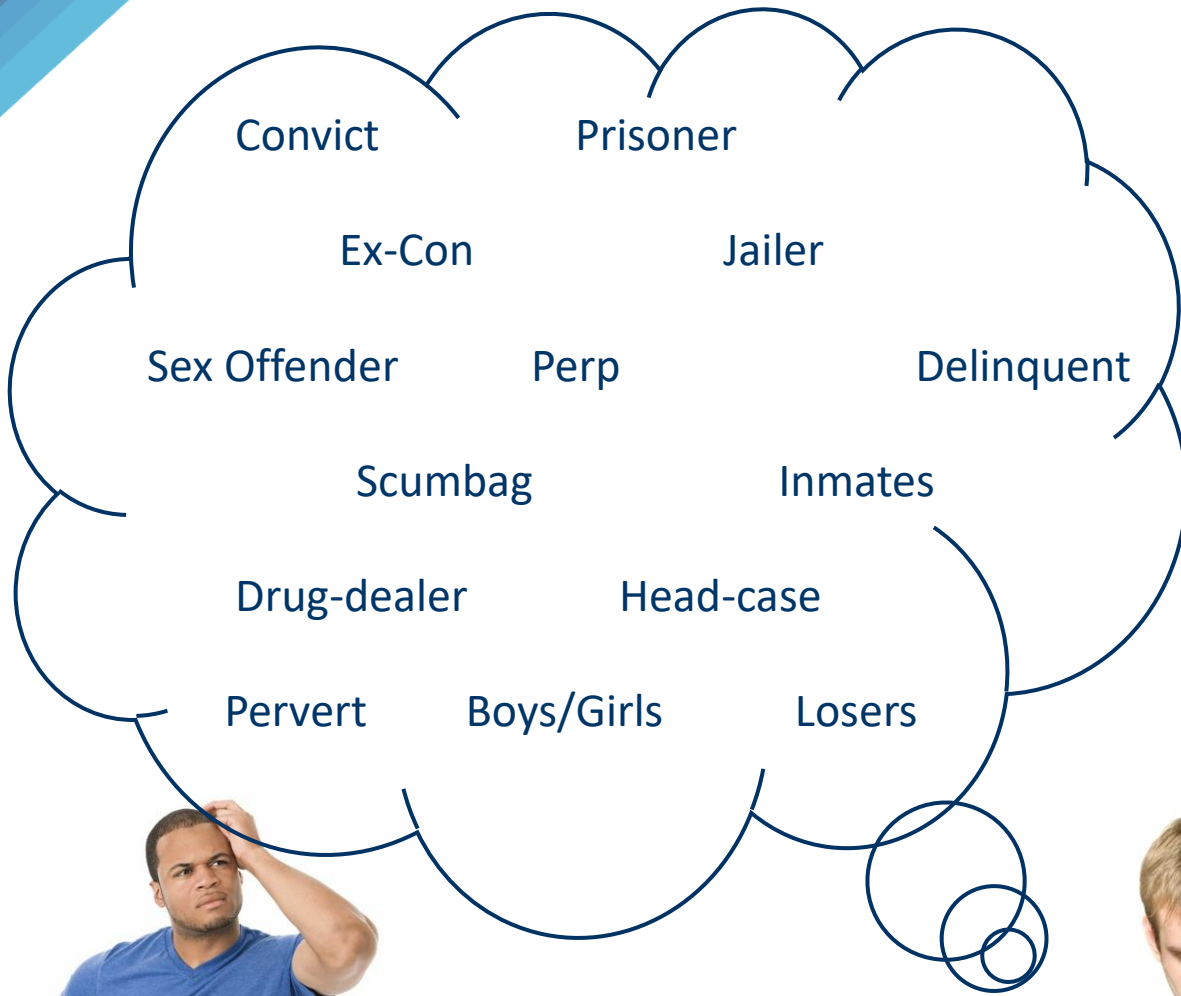 Convict Prisoner
Ex-Con Jailer
Sex Offender Perp Delinquent
Scumbag Inmates
Drug-dealer Head-case
Pervert Boys/Girls Losers